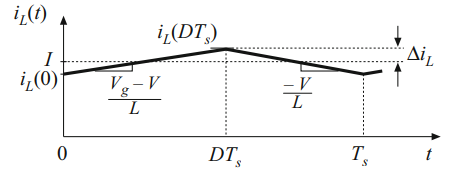 i_L(t)
i_L(DT_s)
Δi_L
I
i_L(0)
V_g − V
L
− V
L
0
DT_s
T_s
t